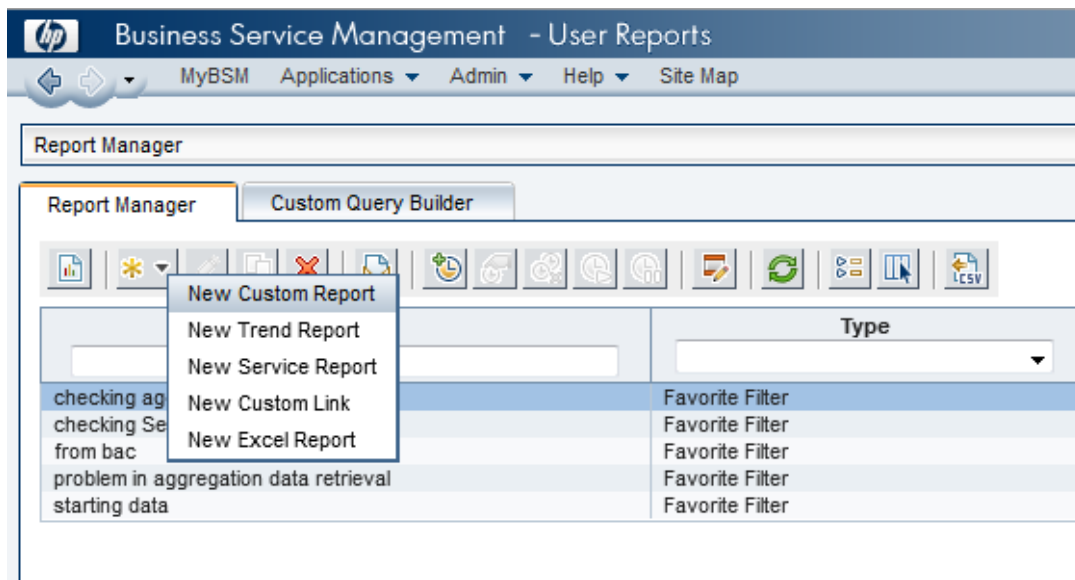 hp Business Service Management - User Reports
MyBSM Applications Admin Help Site Map
Report Manager
Report Manager Custom Query Builder
CSV
New Custom Report
New Trend Report
New Service Report
New Custom Link
New Excel Report
Type
checking ag Favorite Filter
checking Se Favorite Filter
from bac Favorite Filter
problem in aggregation data retrieval Favorite Filter
starting data Favorite Filter